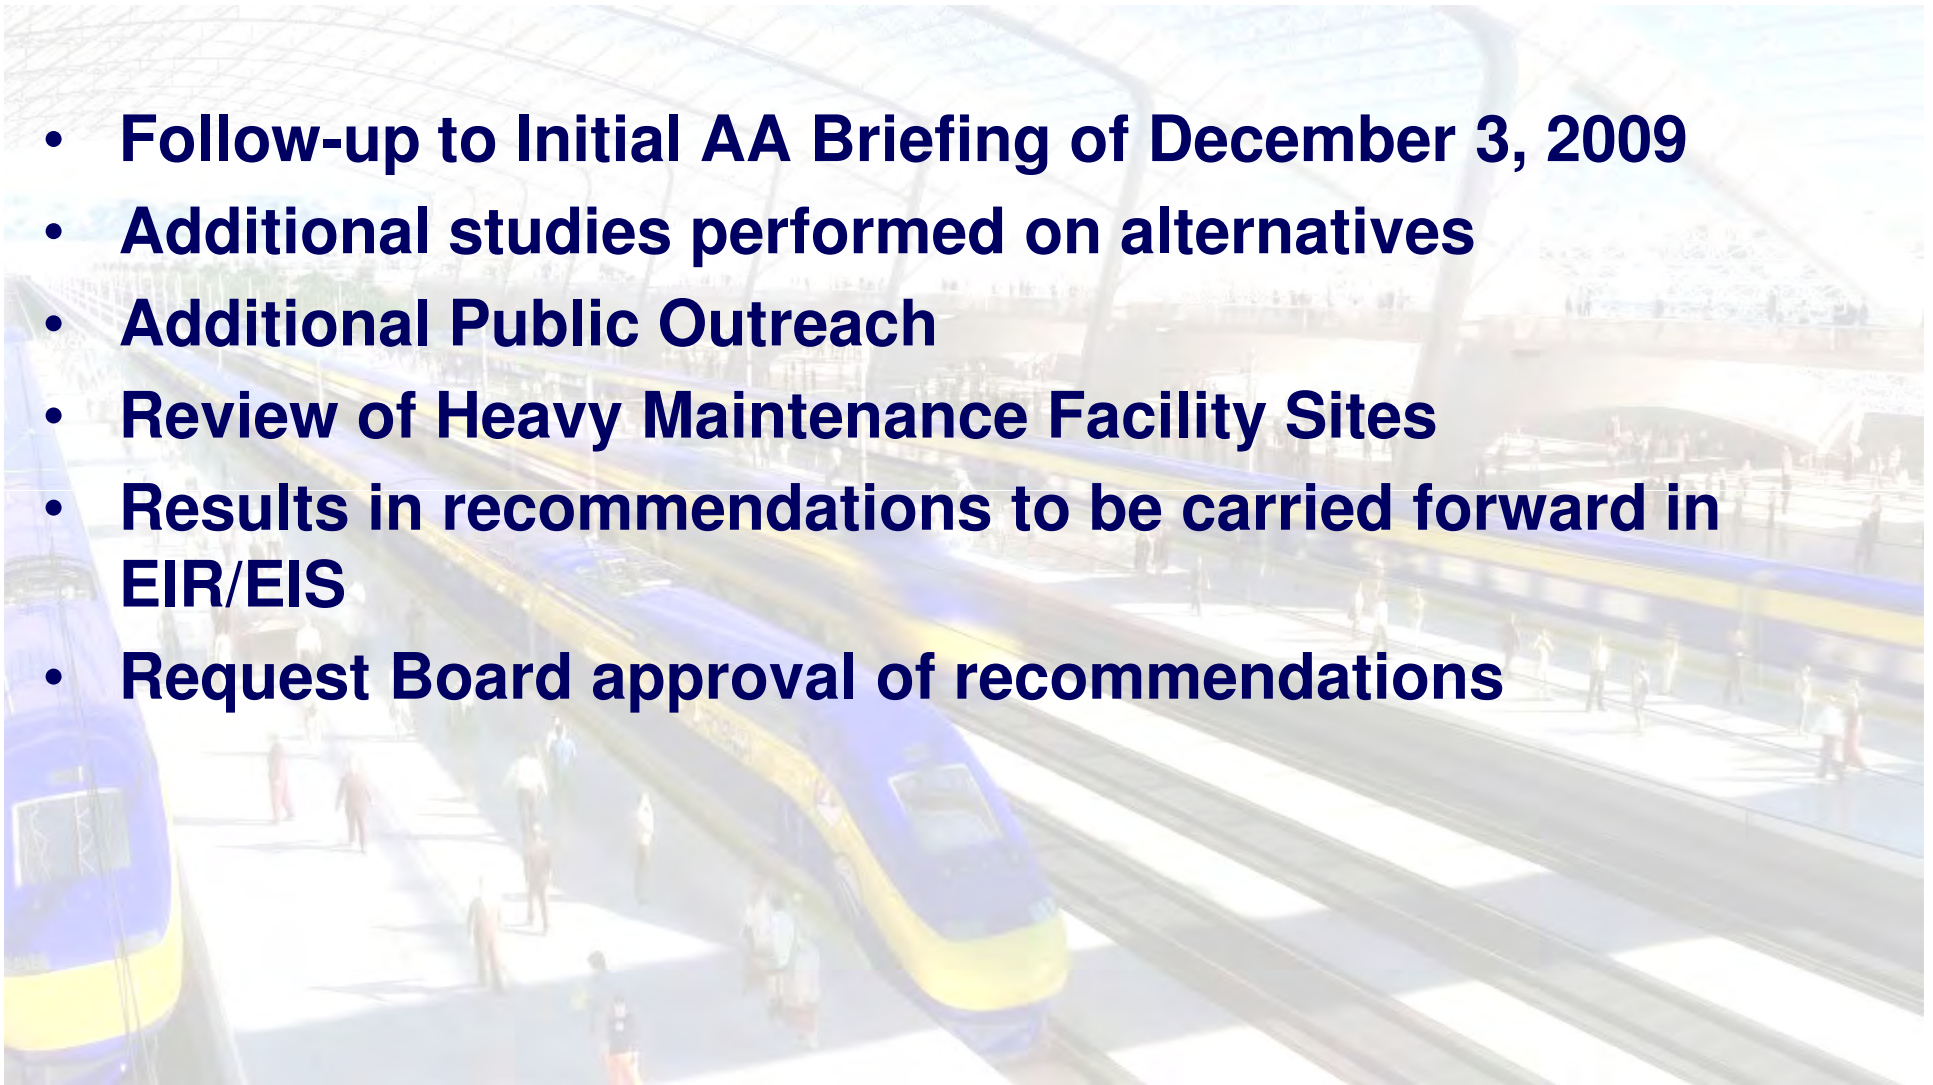 • Follow-up to Initial AA Briefing of December 3, 2009
• Additional studies performed on alternatives
• Additional Public Outreach
• Review of Heavy Maintenance Facility Sites
• Results in recommendations to be carried forward in
EIR/EIS
• Request Board approval of recommendations